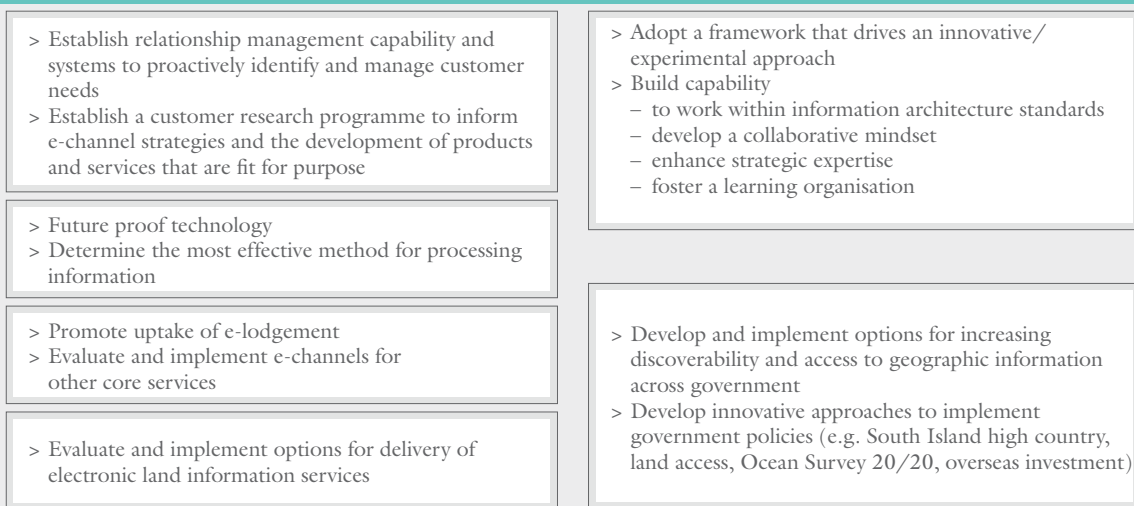 > Establish relationship management capability and
systems to proactively identify and manage customer
needs
> Establish a customer research programme to inform
e-channel strategies and the development of products
and services that are fit for purpose
> Future proof technology
> Determine the most effective method for processing
information
> Promote uptake of e-lodgement
> Evaluate and implement e-channels for
other core services
> Evaluate and implement options for delivery of
electronic land information services
> Adopt a framework that drives an innovative/
experimental approach
> Build capability
– to work within information architecture standards
– develop a collaborative mindset
– enhance strategic expertise
– foster a learning organisation
> Develop and implement options for increasing
discoverability and access to geographic information
across government
> Develop innovative approaches to implement
government policies (e.g. South Island high country,
land access, Ocean Survey 20/20, overseas investment)